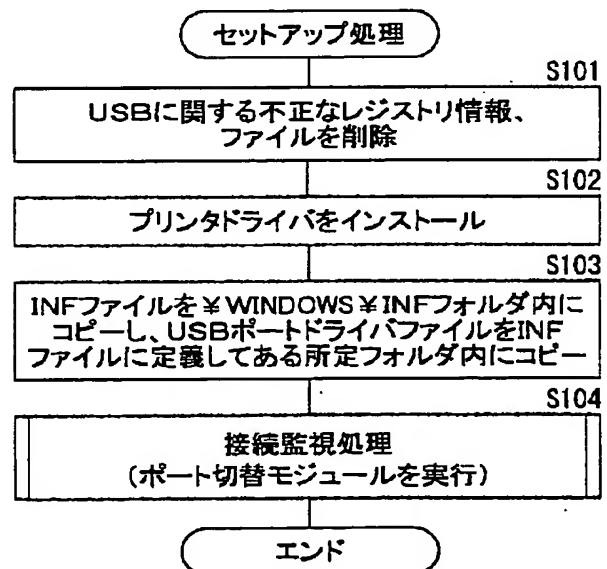 セットアップ処理
S101
USBに関する不正なレジストリ情報、
ファイルを削除
S102
プリンタドライバをインストール
S103
INFファイルを￥WINDOWS￥INFフォルダ内に
コピーし、USBポートドライバファイルをINF
ファイルに定義してある所定フォルダ内にコピー
S104
接続監視処理
(ポート切替モジュールを実行)
エンド